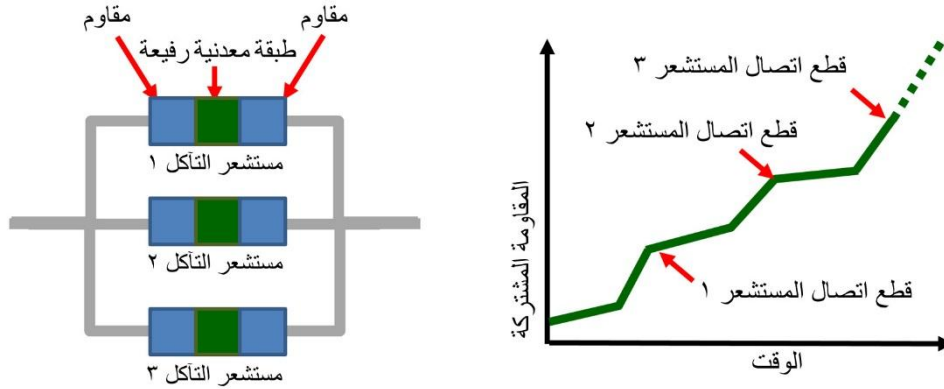 مقاوم
مقاوم
طبقة معدنية رفيعة
مستشعر التآكل ١
مستشعر التآكل ٢
مستشعر التآكل ٣
قطع اتصال المستشعر ٣
قطع اتصال المستشعر ٢
قطع اتصال المستشعر ١
المقاومة المشتركة
الوقت